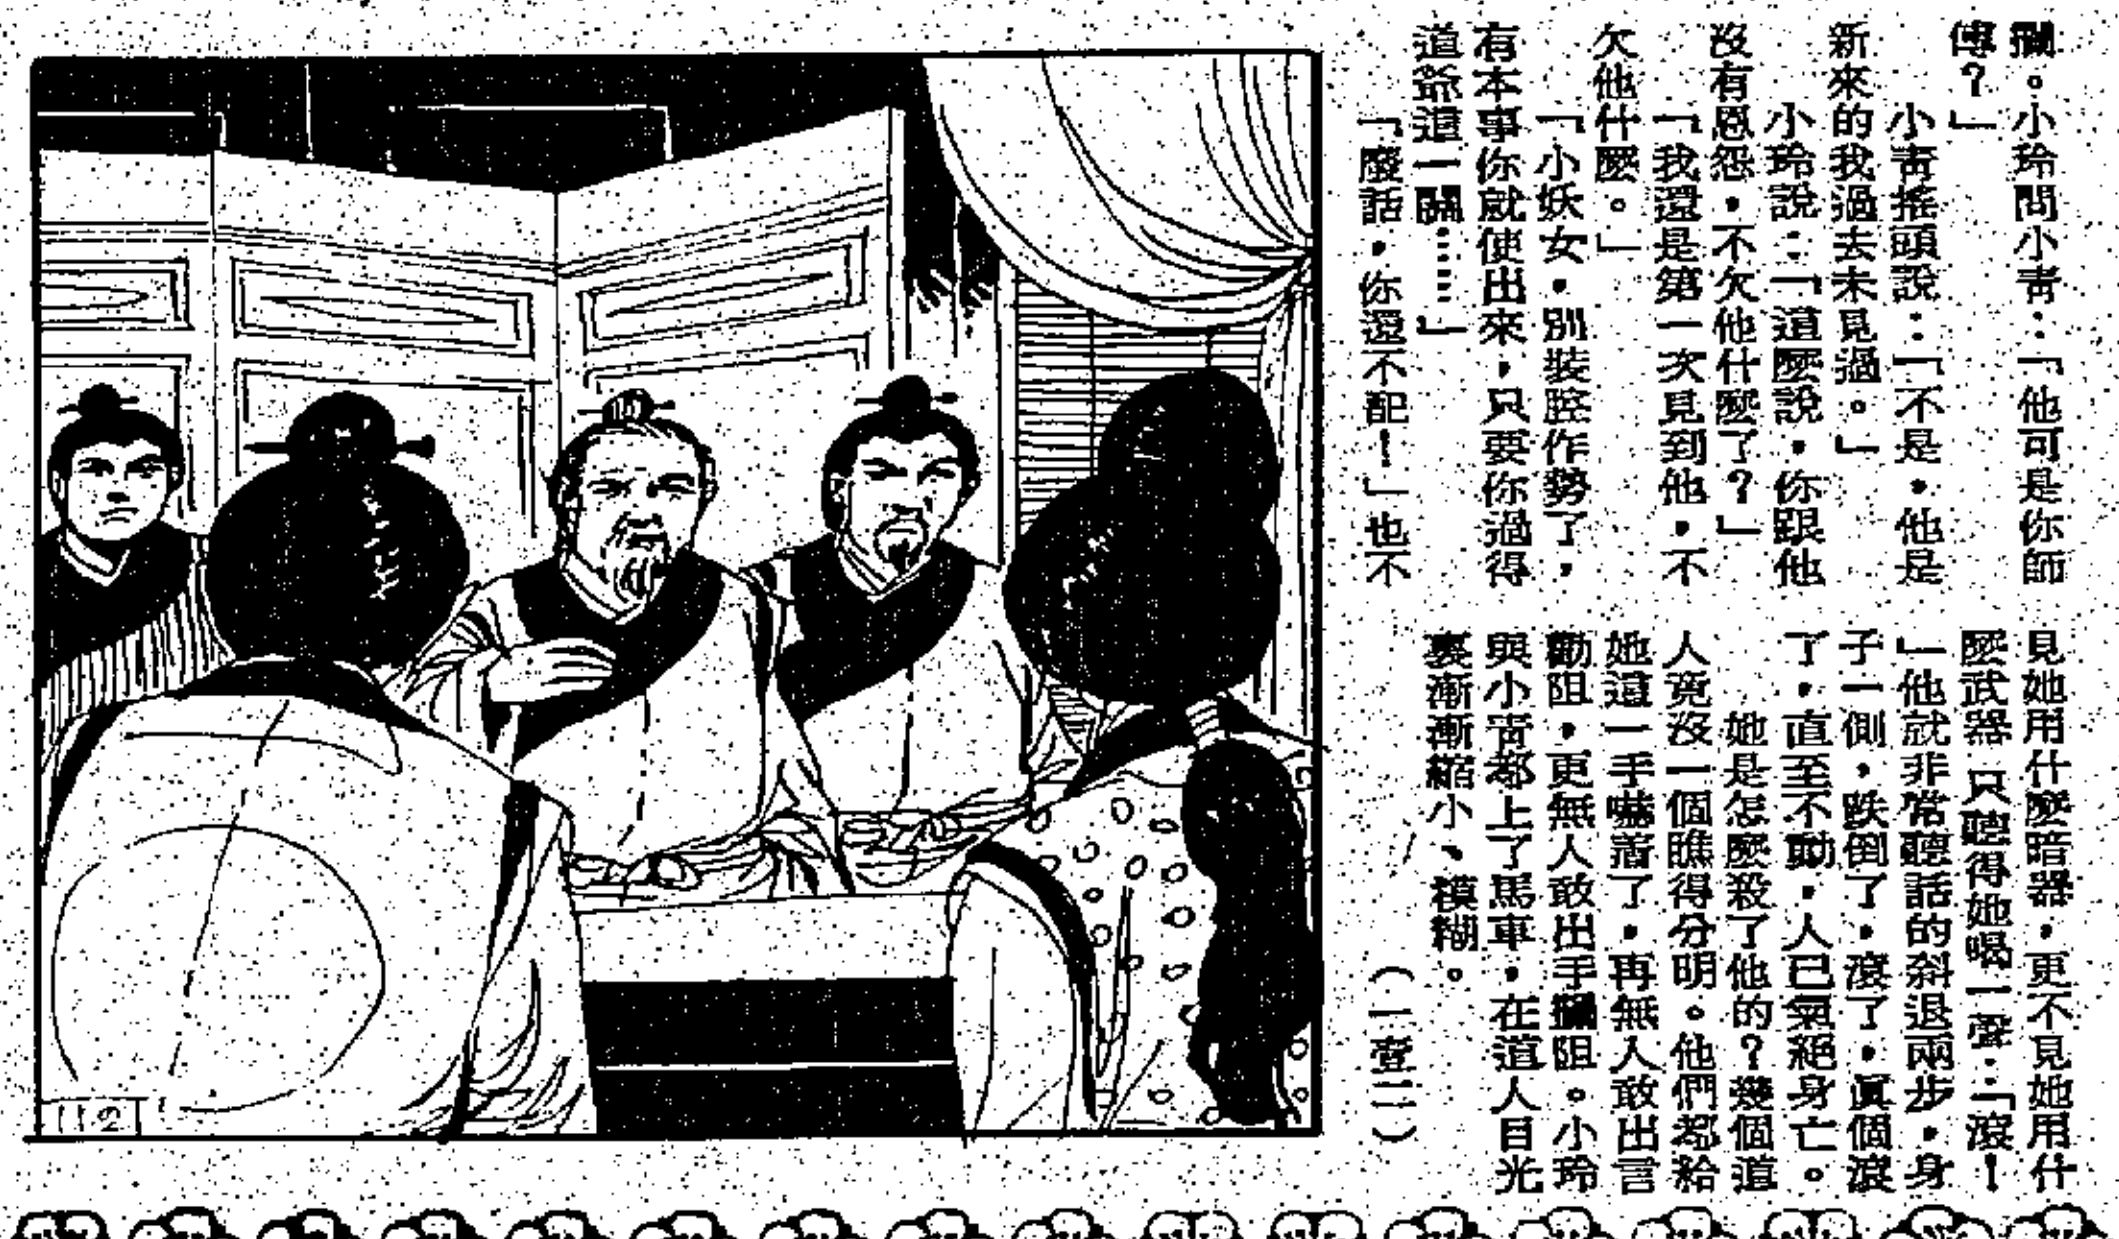 攔。小玲問小青：「他可是你師
傅？」
小青搖頭說：「不是，他是
新來的我過去未見過。」
小玲說：「這麼說，你跟他
沒有恩怨，不欠他什麼了？」
「我還是第一次見到他，不
欠他什麼。」
「小妖女，別裝腔作勢了，
有本事你就使出來，只要你過得
道爺這一關……」
「廢話，你還不配！」也不
見她用什麼暗器，更不見她用什
麼武器 只聽得她喝一聲：「滾！
」他就非常聽話的斜退兩步，身
子一側，跌倒了，滾了，真個滾
了，直至不動，人已氣絕身亡。
她是怎麼殺了他的？幾個道
人竟沒一個瞧得分明。他們都給
她這一手嚇着了，再無人敢出言
勸阻，更無人敢出手攔阻。小玲
與小青都上了馬車，在道人目光
裏漸漸縮小、模糊。
（一壹二）
112